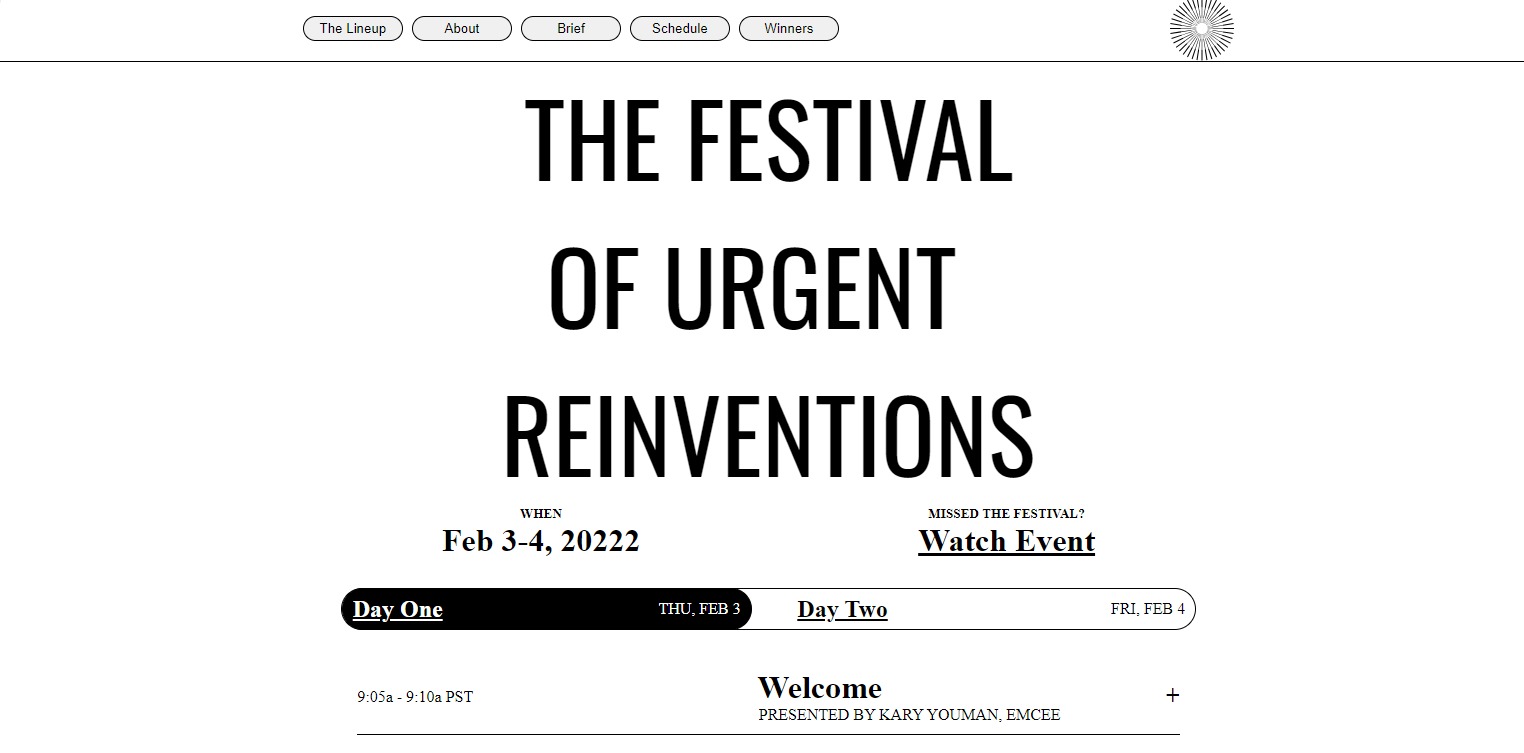 The Lineup About Brief Schedule Winners
THE FESTIVAL
OF URGENT
REINVENTIONS
WHEN
Feb 3-4, 20222
MISSED THE FESTIVAL?
Watch Event
Day One THU, FEB 3 Day Two FRI, FEB 4
9:05a - 9:10a PST
Welcome +
PRESENTED BY KARY YOUMAN, EMCEE